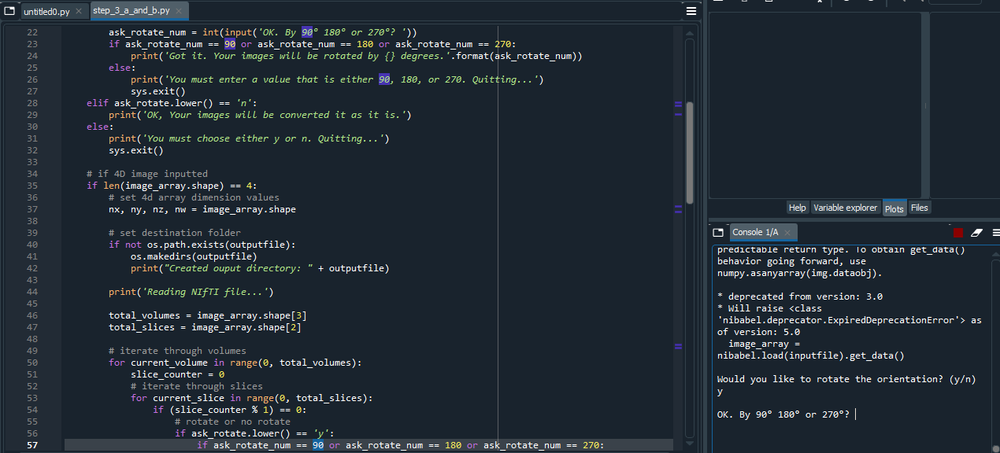 untitled0.py
step_3_a_and_b.py
22 ask_rotate_num = int(input('OK. By 90° 180° or 270°? '))
23 if ask_rotate_num == 90 or ask_rotate_num == 180 or ask_rotate_num == 270:
24 print('Got it. Your images will be rotated by {} degrees.'.format(ask_rotate_num))
25 else:
26 print('You must enter a value that is either 90, 180, or 270. Quitting...')
27 sys.exit()
28 elif ask_rotate.lower() == 'n':
29 print('OK, Your images will be converted it as it is.')
30 else:
31 print('You must choose either y or n. Quitting...')
32 sys.exit()
33
34 # if 4D image inputted
35 if len(image_array.shape) == 4:
36 # set 4d array dimension values
37 nx, ny, nz, nw = image_array.shape
38
39 # set destination folder
40 if not os.path.exists(outputfile):
41 os.makedirs(outputfile)
42 print("Created ouput directory: " + outputfile)
43
44 print('Reading NIfTI file...')
45
46 total_volumes = image_array.shape[3]
47 total_slices = image_array.shape[2]
48
49 # iterate through volumes
50 for current_volume in range(0, total_volumes):
51 slice_counter = 0
52 # iterate through slices
53 for current_slice in range(0, total_slices):
54 if (slice_counter % 1) == 0:
55 # rotate or no rotate
56 if ask_rotate.lower() == 'y':
57 if ask_rotate_num == 90 or ask_rotate_num == 180 or ask_rotate_num == 270:
Help
Variable explorer
Plots
Files
Console 1/A
predictable return type. To obtain get_data()
behavior going forward, use
numpy.asanyarray(img.dataobj).
* deprecated from version: 3.0
* Will raise <class
'nibabel.deprecator.ExpiredDeprecationError'> as
of version: 5.0
image_array =
nibabel.load(inputfile).get_data()
Would you like to rotate the orientation? (y/n)
y
OK. By 90° 180° or 270°?